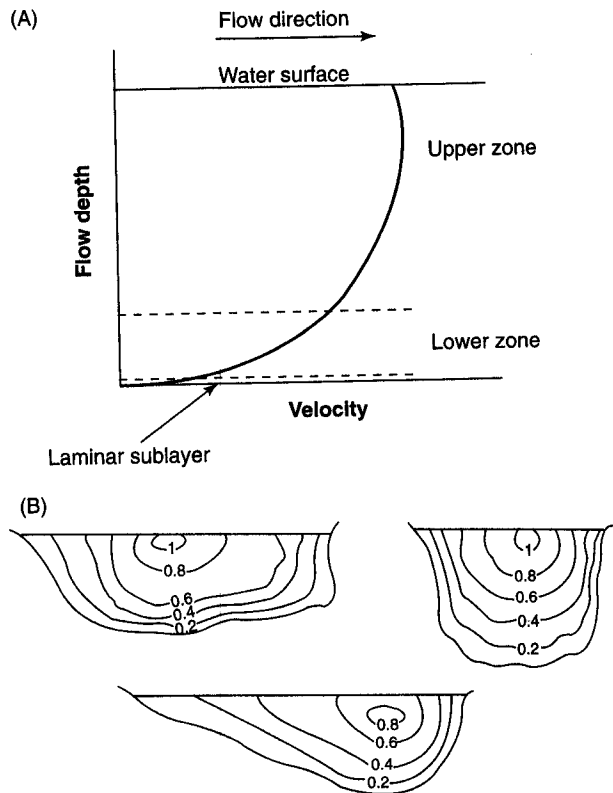 (A)
Flow direction
Water surface
Upper zone
Flow depth
Lower zone
Velocity
Laminar sublayer
(B)
1
0.8
0.6
0.4
0.2
1
0.8
0.6
0.4
0.2
0.8
0.6
0.4
0.2